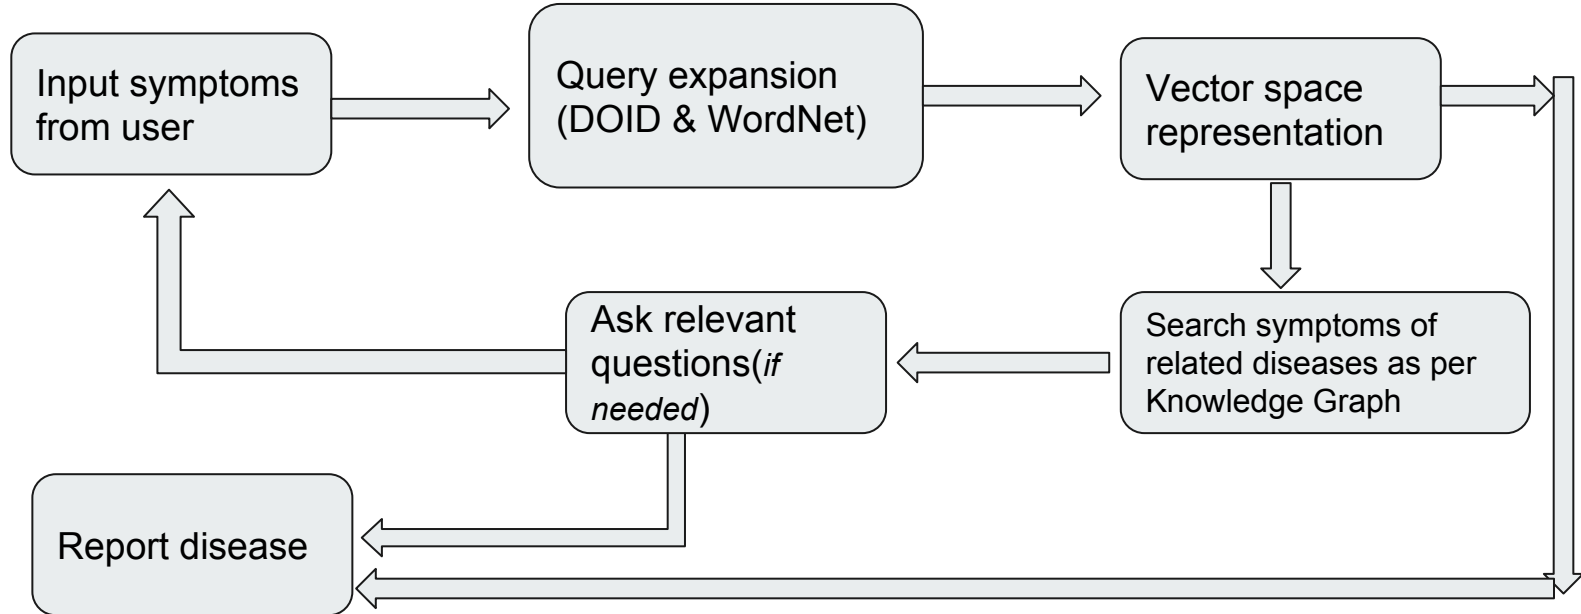 Input symptoms
from user
Query expansion
(DOID & WordNet)
Vector space
representation
Ask relevant
questions(if
needed)
Search symptoms of
related diseases as per
Knowledge Graph
Report disease